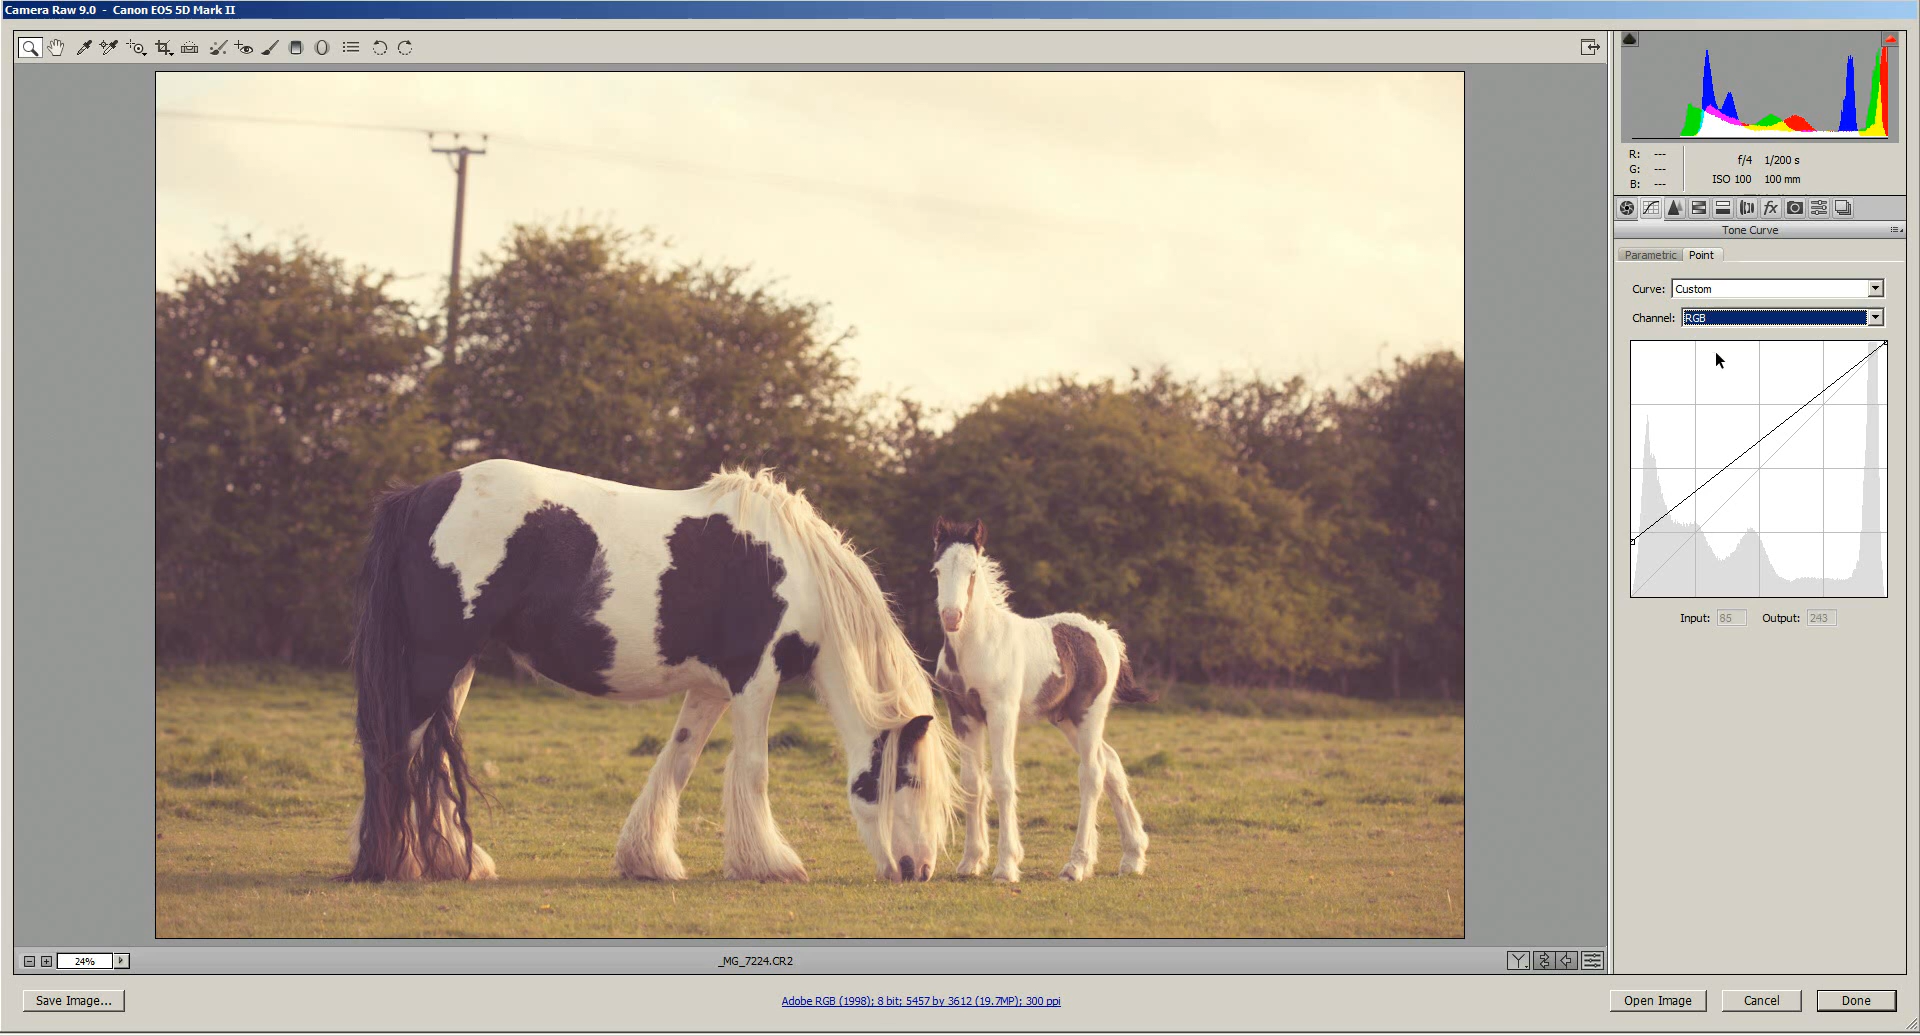 Camera Raw 9.0 - Canon EOS 5D Mark II
R: ---
G: ---
B: ---
f/4 1/200 s
ISO 100 100 mm
fx
Tone Curve
Parametric Point
Curve: Custom
Channel: RGB
Input: 85 Output: 243
24%
_MG_7224.CR2
Y
Save Image...
Adobe RGB (1998); 8 bit; 5457 by 3612 (19.7MP); 300 ppi
Open Image
Cancel
Done